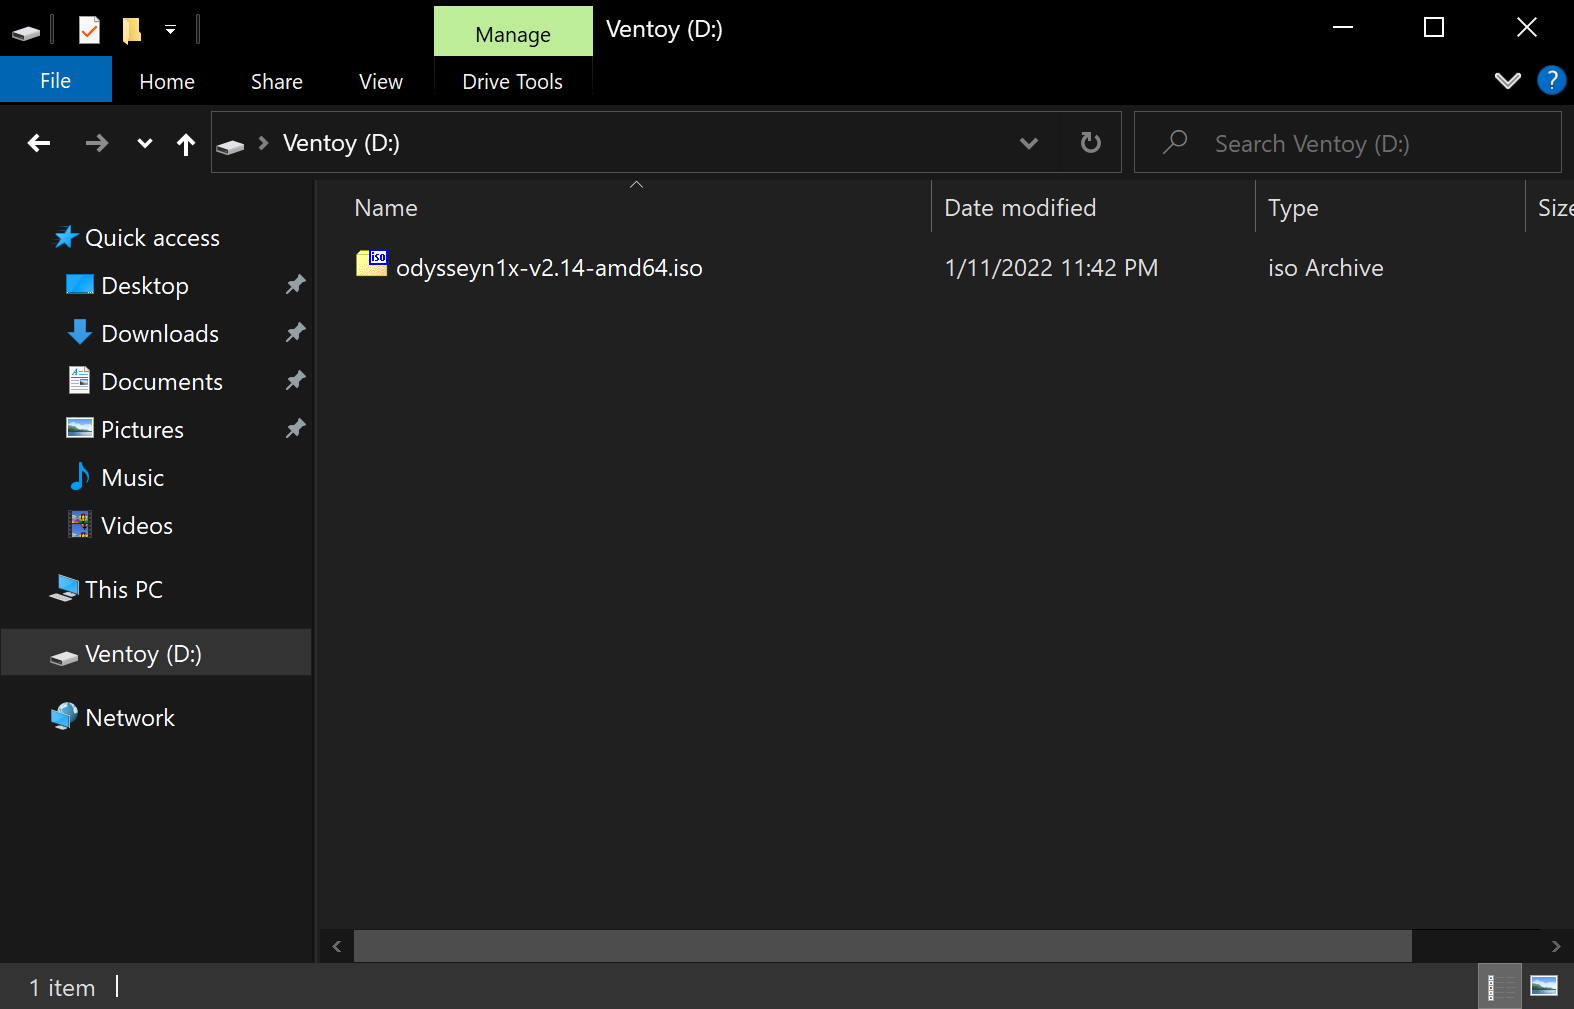 Manage
Ventoy (D:)
File
Home
Share
View
Drive Tools
?
Ventoy (D:)
Search Ventoy (D:)
Name
Date modified
Type
Size
Quick access
odysseyn1x-v2.14-amd64.iso
1/11/2022 11:42 PM
iso Archive
iso
Desktop
Downloads
Documents
Pictures
Music
Videos
This PC
Ventoy (D:)
Network
1 item